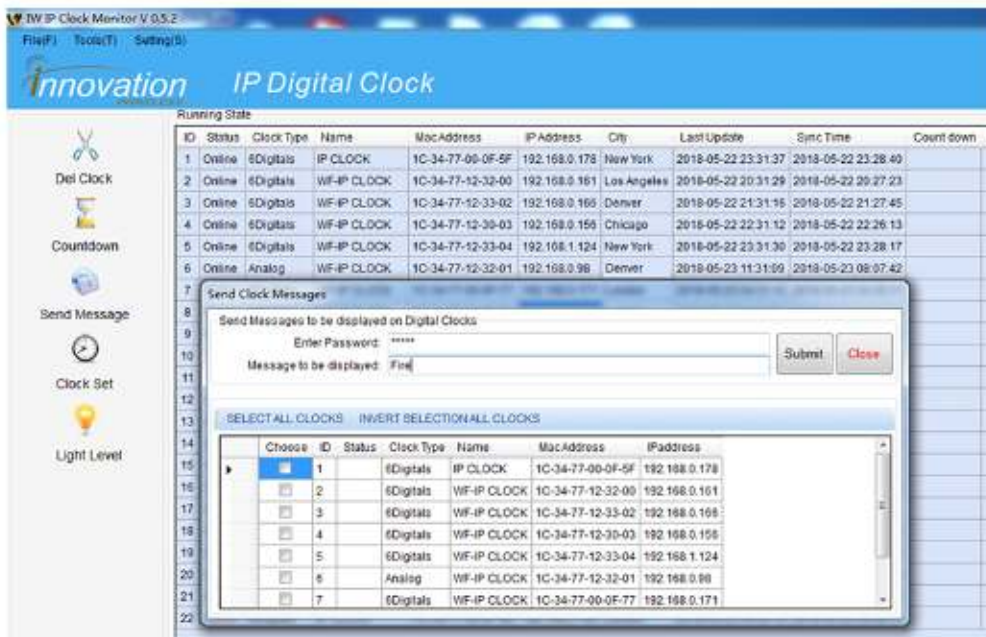 IW IP Clock Monitor V 0.5.2
File(F) Tools(T) Setting(S)
innovation
IP Digital Clock
Running State
ID Status Clock Type Name MacAddress IP Address City Last Update Sync Time Count down
1 Online 6Digitals IP CLOCK 1C-34-77-00-0F-5F 192.168.0.178 New York 2018-05-22 23:31:37 2018-05-22 23:28:40
2 Online 6Digitals WF-IP CLOCK 1C-34-77-12-32-00 192.168.0.161 Los Angeles 2018-05-22 20:31:29 2018-05-22 20:27:23
3 Online 6Digitals WF-IP CLOCK 1C-34-77-12-33-02 192.168.0.166 Denver 2018-05-22 21:31:16 2018-05-22 21:27:45
4 Online 6Digitals WF-IP CLOCK 1C-34-77-12-30-03 192.168.0.156 Chicago 2018-05-22 22:31:12 2018-05-22 22:26:13
5 Online 6Digitals WF-IP CLOCK 1C-34-77-12-33-04 192.168.1.124 New York 2018-05-22 23:31:30 2018-05-22 23:28:17
6 Online Analog WF-IP CLOCK 1C-34-77-12-32-01 192.168.0.98 Denver 2018-05-23 11:31:09 2018-05-23 08:07:42
7
8
9
10
11
12
13
14
15
16
17
18
19
20
21
22
Del Clock
Countdown
Send Message
Clock Set
Light Level
Send Clock Messages
Send Messages to be displayed on Digital Clocks
Enter Password: *****
Message to be displayed: Fire
Submit Close
SELECT ALL CLOCKS INVERT SELECTION ALL CLOCKS
Choose ID Status Clock Type Name MacAddress IPaddress
1 6Digitals IP CLOCK 1C-34-77-00-0F-5F 192.168.0.178
2 6Digitals WF-IP CLOCK 1C-34-77-12-32-00 192.168.0.161
3 6Digitals WF-IP CLOCK 1C-34-77-12-33-02 192.168.0.166
4 6Digitals WF-IP CLOCK 1C-34-77-12-30-03 192.168.0.156
5 6Digitals WF-IP CLOCK 1C-34-77-12-33-04 192.168.1.124
6 Analog WF-IP CLOCK 1C-34-77-12-32-01 192.168.0.98
7 6Digitals WF-IP CLOCK 1C-34-77-00-0F-77 192.168.0.171